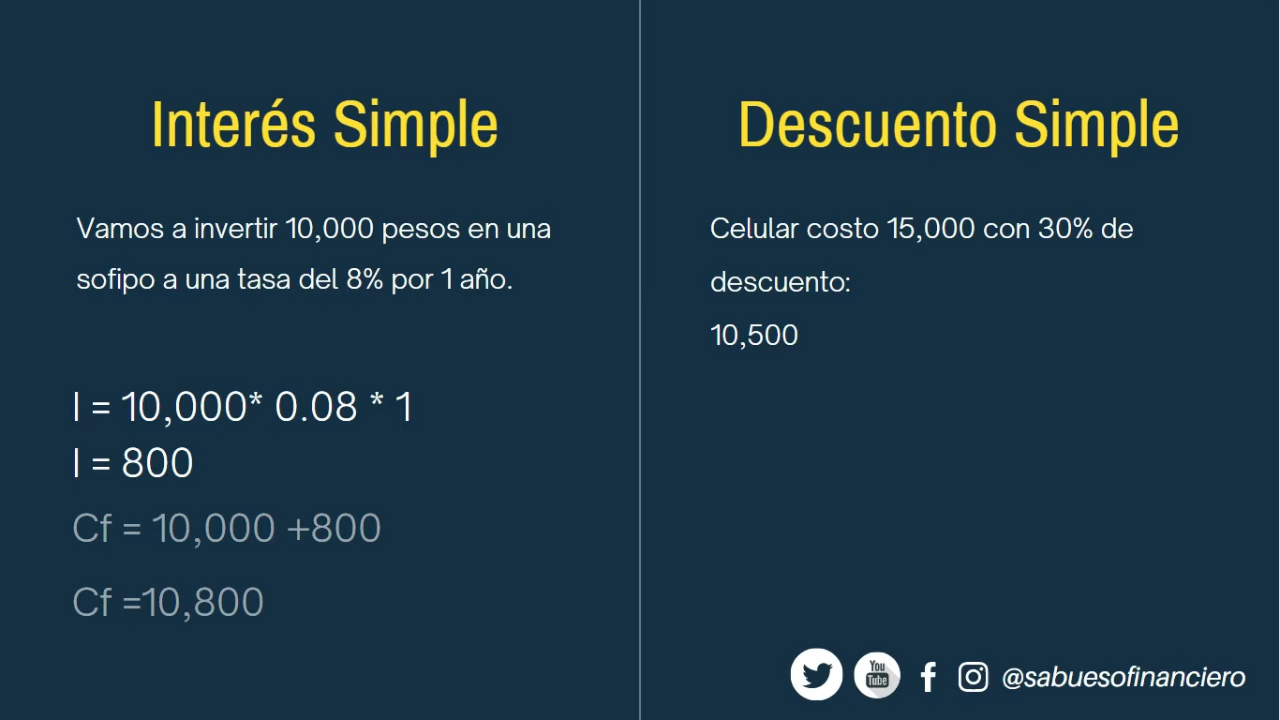 Interés Simple
Vamos a invertir 10,000 pesos en una
sofipo a una tasa del 8% por 1 año.
I = 10,000* 0.08 * 1
I = 800
Cf = 10,000 +800
Cf =10,800
Descuento Simple
Celular costo 15,000 con 30% de
descuento:
10,500
You
Tube
@sabuesofinanciero